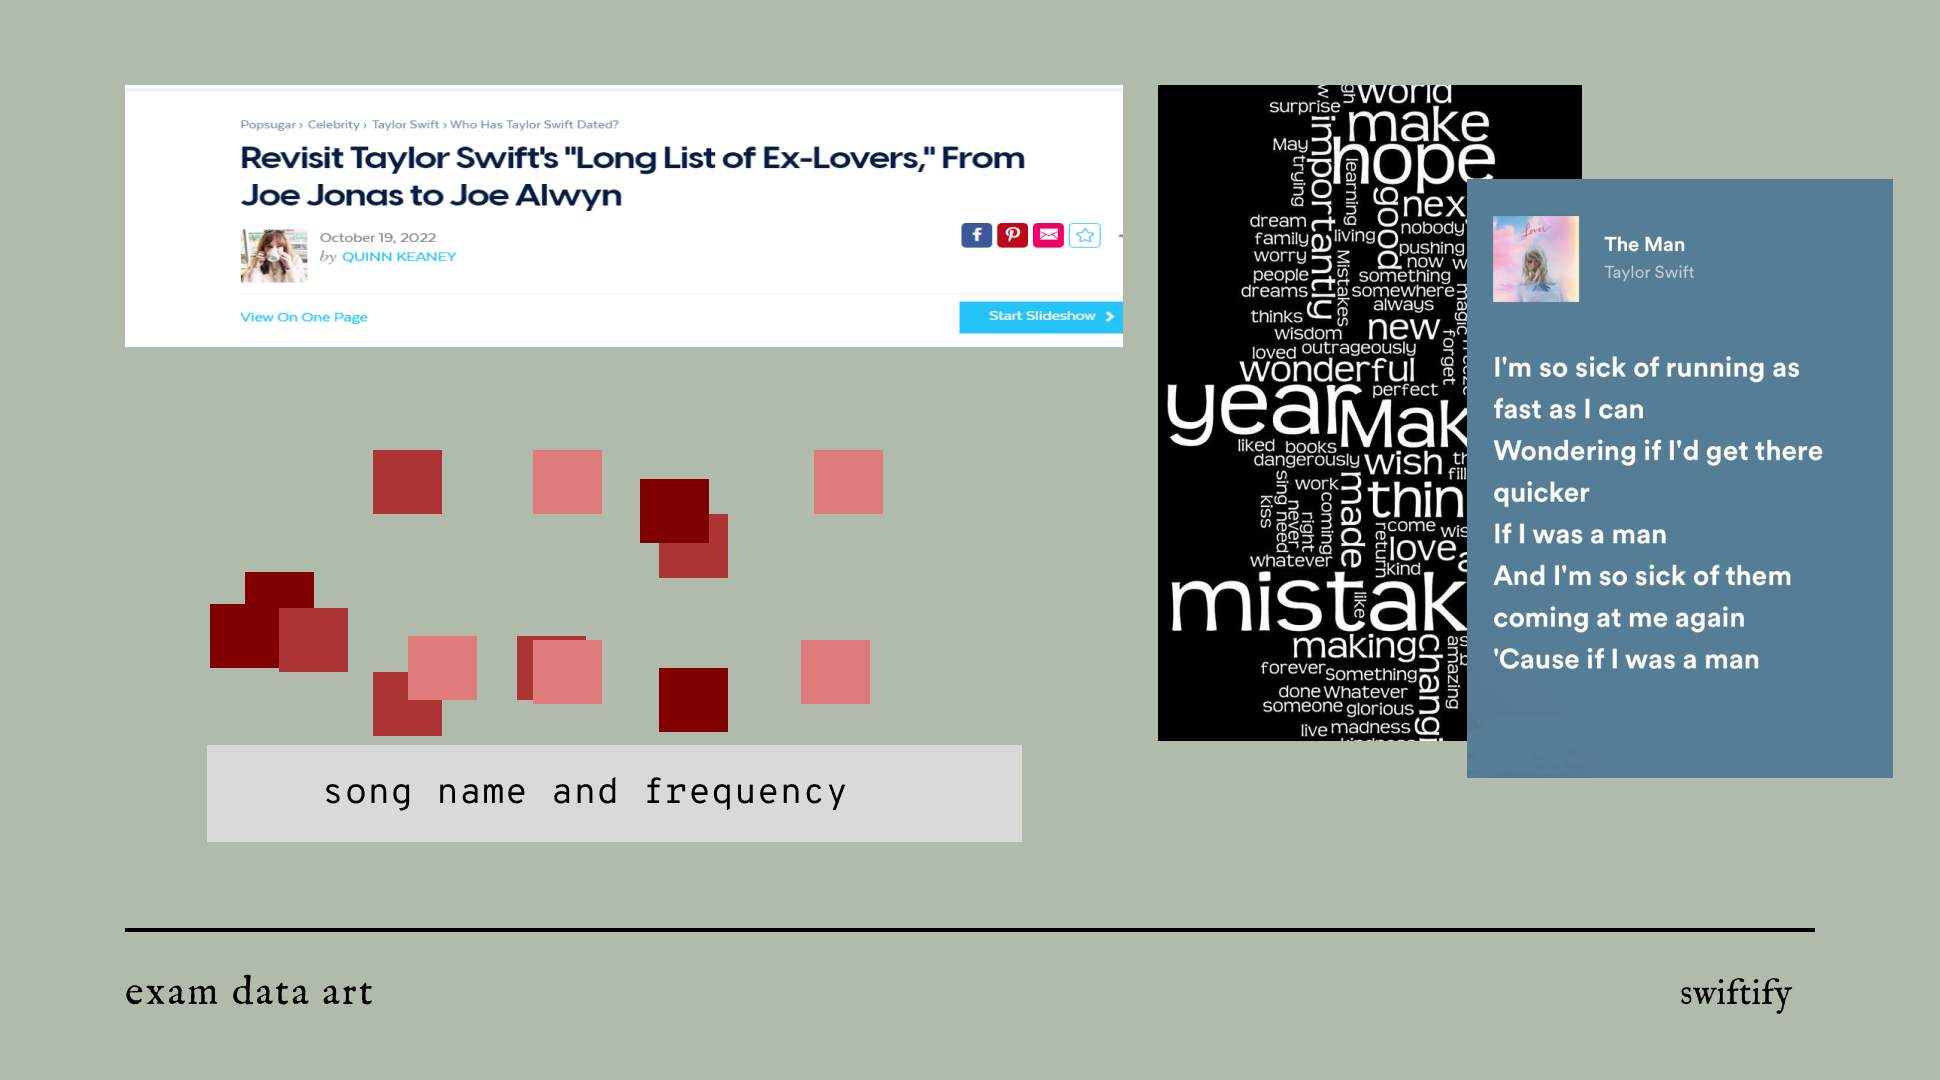 Popsugar › Celebrity › Taylor Swift › Who Has Taylor Swift Dated?
Revisit Taylor Swift's "Long List of Ex-Lovers," From
Joe Jonas to Joe Alwyn
October 19, 2022
by QUINN KEANEY
View On One Page
Start Slideshow
song name and frequency
world
surprise
make
importantly
May
hope
trying
learning
good
dream
nobody
family
living
pushing
worry
now
people
Mistakes
something
dreams
somewhere
always
magic
thinks
new
wisdom
forget
loved
outrageously
wonderful
perfect
year
liked
books
dangerously
wish
sing
work
made
kiss
never
need
right
coming
return
come
love
whatever
kind
like
making
forever
Something
amazing
done
Whatever
someone
glorious
live
madness
Lover
The Man
Taylor Swift
I'm so sick of running as
fast as I can
Wondering if I'd get there
quicker
If I was a man
And I'm so sick of them
coming at me again
'Cause if I was a man
exam data art
swiftify